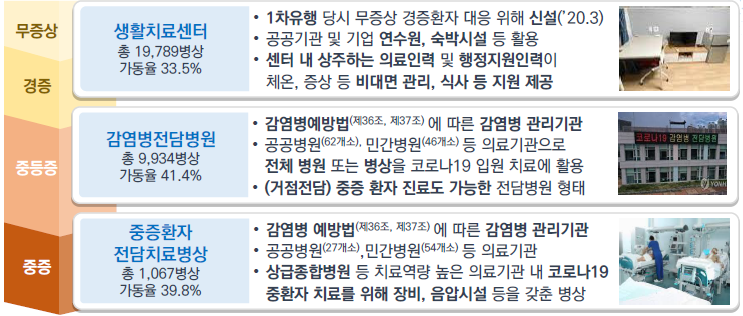 무증상
경증
중등증
중증
생활치료센터
총 19,789병상
가동율 33.5%
• 1차유행 당시 무증상 경증환자 대응 위해 신설('20.3)
• 공공기관 및 기업 연수원, 숙박시설 등 활용
• 센터 내 상주하는 의료인력 및 행정지원인력이
체온, 증상 등 비대면 관리, 식사 등 지원 제공
감염병전담병원
총 9,934병상
가동율 41.4%
• 감염병예방법(제36조, 제37조) 에 따른 감염병 관리기관
• 공공병원(62개소), 민간병원(46개소) 등 의료기관으로
전체 병원 또는 병상을 코로나19 입원 치료에 활용
• (거점전담) 중증 환자 진료도 가능한 전담병원 형태
코로나19 감염병 전담병원
YONH
중증환자
전담치료병상
총 1,067병상
가동율 39.8%
• 감염병 예방법(제36조, 제37조) 에 따른 감염병 관리기관
• 공공병원(27개소),민간병원(54개소) 등 의료기관
• 상급종합병원 등 치료역량 높은 의료기관 내 코로나19
중환자 치료를 위해 장비, 음압시설 등을 갖춘 병상